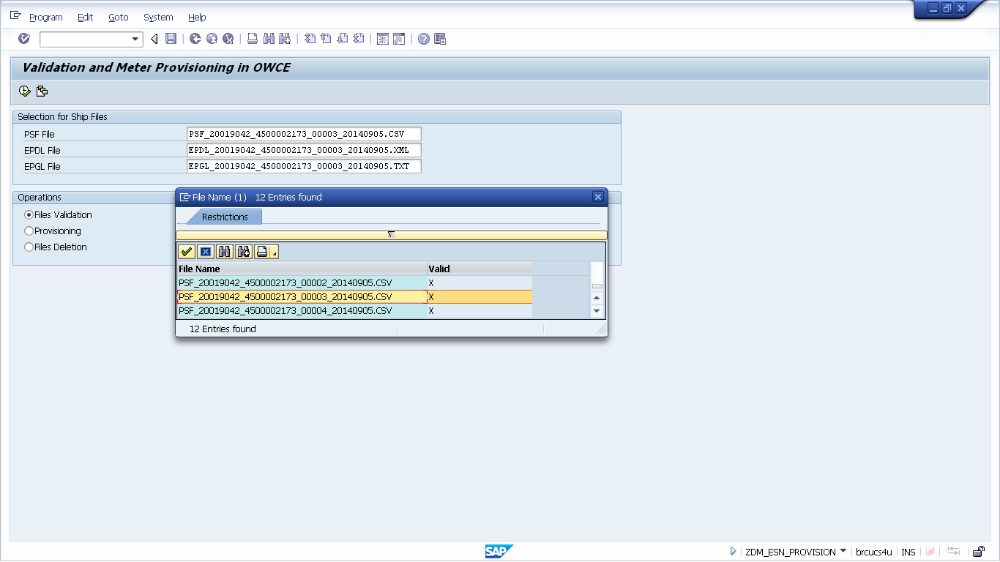 Program Edit Goto System Help
Validation and Meter Provisioning in OWCE
Selection for Ship Files
PSF File PSF_20019042_4500002173_00003_20140905.CSV
EPDL File EPDL_20019042_4500002173_00003_20140905.XML
EPGL File EPGL_20019042_4500002173_00003_20140905.TXT
Operations
Files Validation
Provisioning
Files Deletion
File Name (1) 12 Entries found
Restrictions
File Name Valid
PSF_20019042_4500002173_00002_20140905.CSV X
PSF_20019042_4500002173_00003_20140905.CSV X
PSF_20019042_4500002173_00004_20140905.CSV X
12 Entries found
SAP ZDM_ESN_PROVISION brcucs4u INS